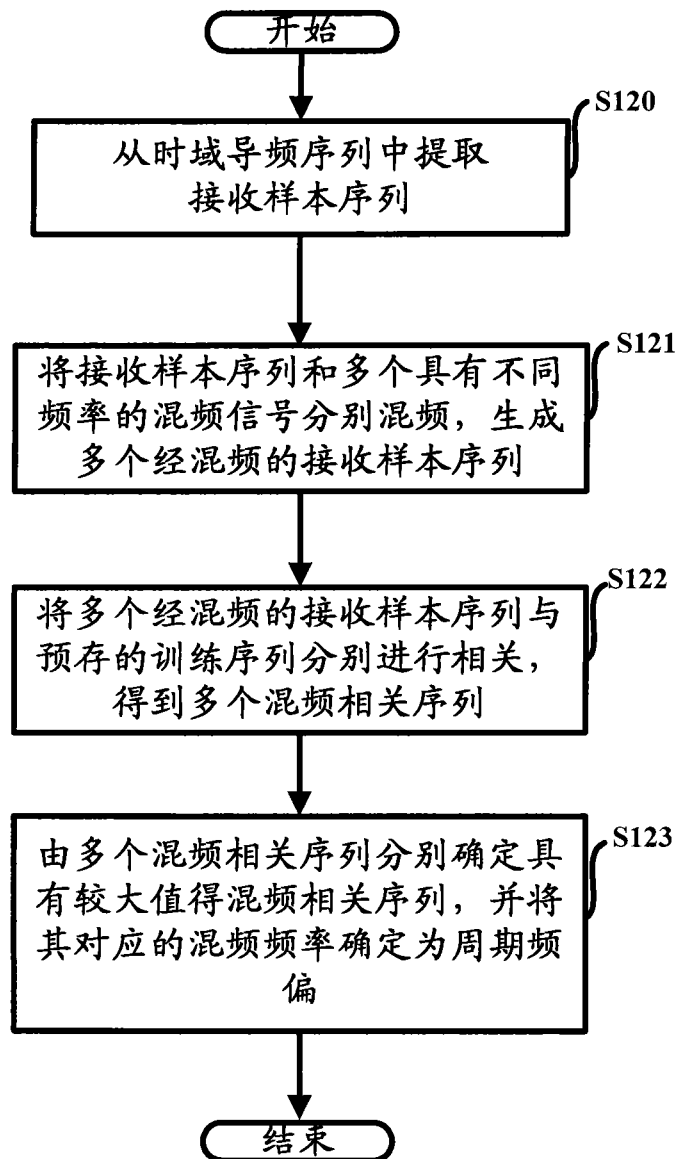 开始
S120
从时域导频序列中提取
接收样本序列
S121
将接收样本序列和多个具有不同
频率的混频信号分别混频，生成
多个经混频的接收样本序列
S122
将多个经混频的接收样本序列与
预存的训练序列分别进行相关，
得到多个混频相关序列
S123
由多个混频相关序列分别确定具
有较大值得混频相关序列，并将
其对应的混频频率确定为周期频
偏
结束